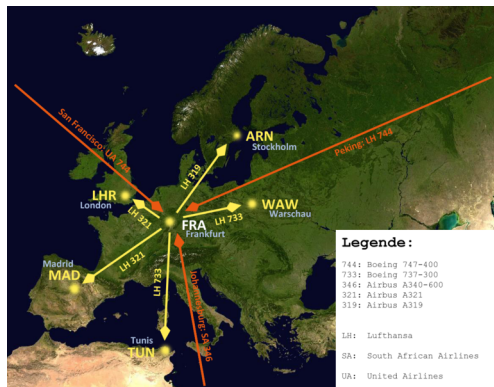 San Francisco: UA 744
ARN
Stockholm
Peking: LH 744
LH 319
LHR
London
LH 321
WAW
Warschau
LH 733
FRA
Frankfurt
LH 321
Madrid
MAD
LH 733
Johannesburg: SA 346
Tunis
TUN
Legende:
744: Boeing 747-400
733: Boeing 737-300
346: Airbus A340-600
321: Airbus A321
319: Airbus A319
LH: Lufthansa
SA: South African Airlines
UA: United Airlines